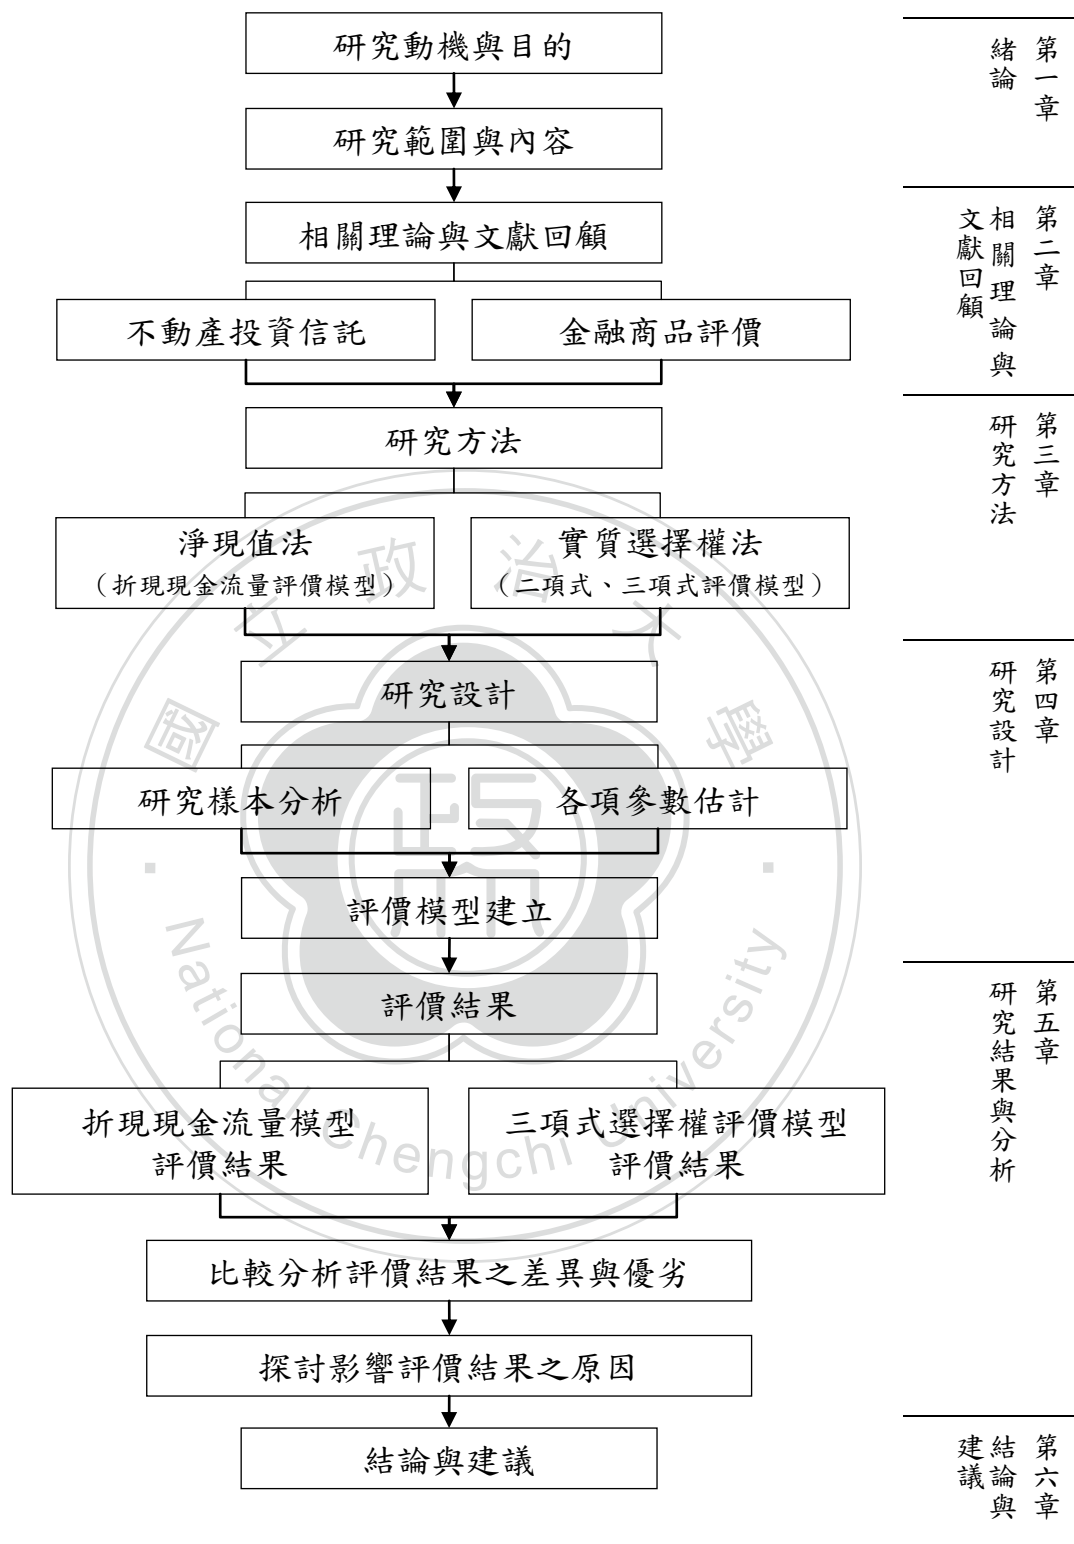 研究動機與目的
研究範圍與內容
相關理論與文獻回顧
不動產投資信託
金融商品評價
研究方法
淨現值法
（折現現金流量評價模型）
實質選擇權法
（二項式、三項式評價模型）
研究設計
研究樣本分析
各項參數估計
評價模型建立
評價結果
折現現金流量模型
評價結果
三項式選擇權評價模型
評價結果
比較分析評價結果之差異與優劣
探討影響評價結果之原因
結論與建議
第一章
緒論
第二章
相關理論與
文獻回顧
第三章
研究方法
第四章
研究設計
第五章
研究結果與分析
第六章
結論與
建議
國立政治大學
National Chengchi University